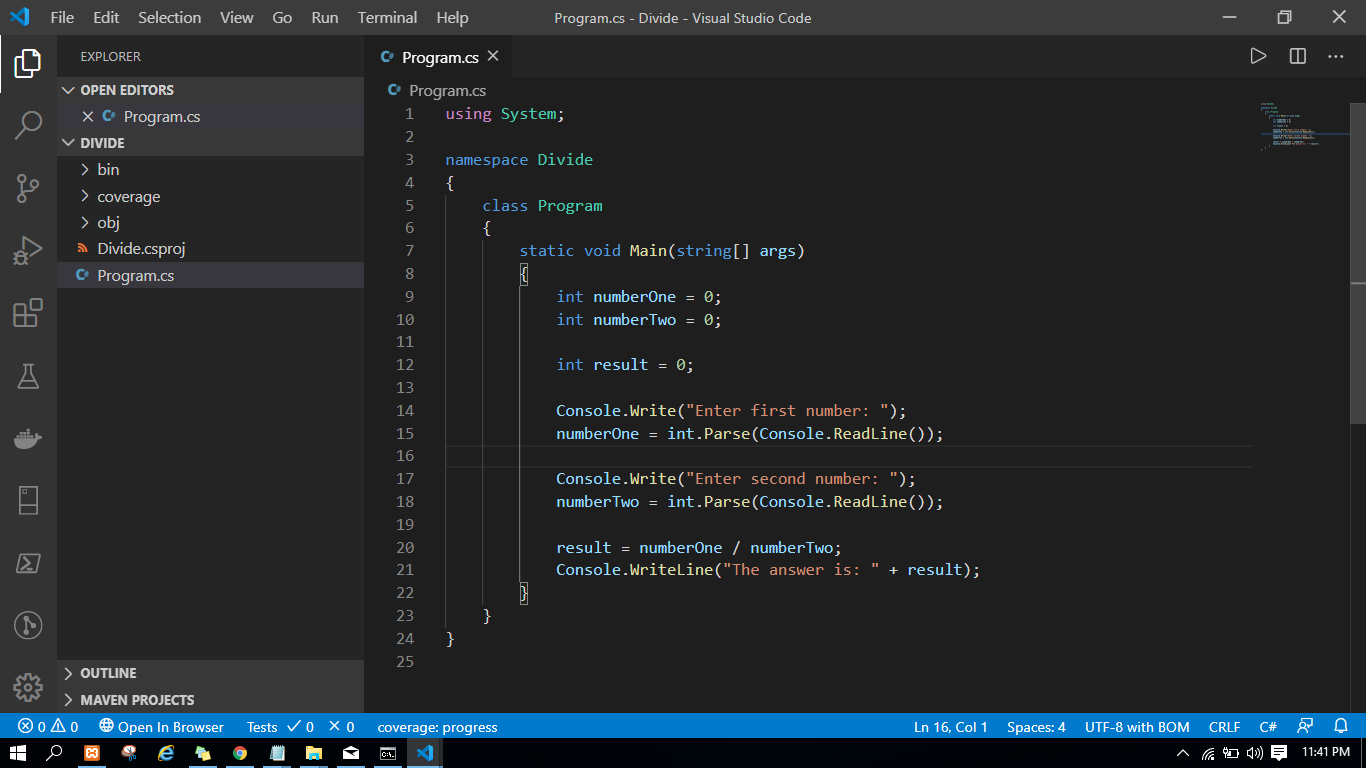 File Edit Selection View Go Run Terminal Help Program.cs - Divide - Visual Studio Code
EXPLORER
OPEN EDITORS
Program.cs
DIVIDE
bin
coverage
obj
Divide.csproj
Program.cs
OUTLINE
MAVEN PROJECTS
Program.cs
Program.cs
1 using System;
2
3 namespace Divide
4 {
5 class Program
6 {
7 static void Main(string[] args)
8 {
9 int numberOne = 0;
10 int numberTwo = 0;
11
12 int result = 0;
13
14 Console.Write("Enter first number: ");
15 numberOne = int.Parse(Console.ReadLine());
16
17 Console.Write("Enter second number: ");
18 numberTwo = int.Parse(Console.ReadLine());
19
20 result = numberOne / numberTwo;
21 Console.WriteLine("The answer is: " + result);
22 }
23 }
24 }
25
0 0 Open In Browser Tests 0 0 coverage: progress Ln 16, Col 1 Spaces: 4 UTF-8 with BOM CRLF C#
11:41 PM